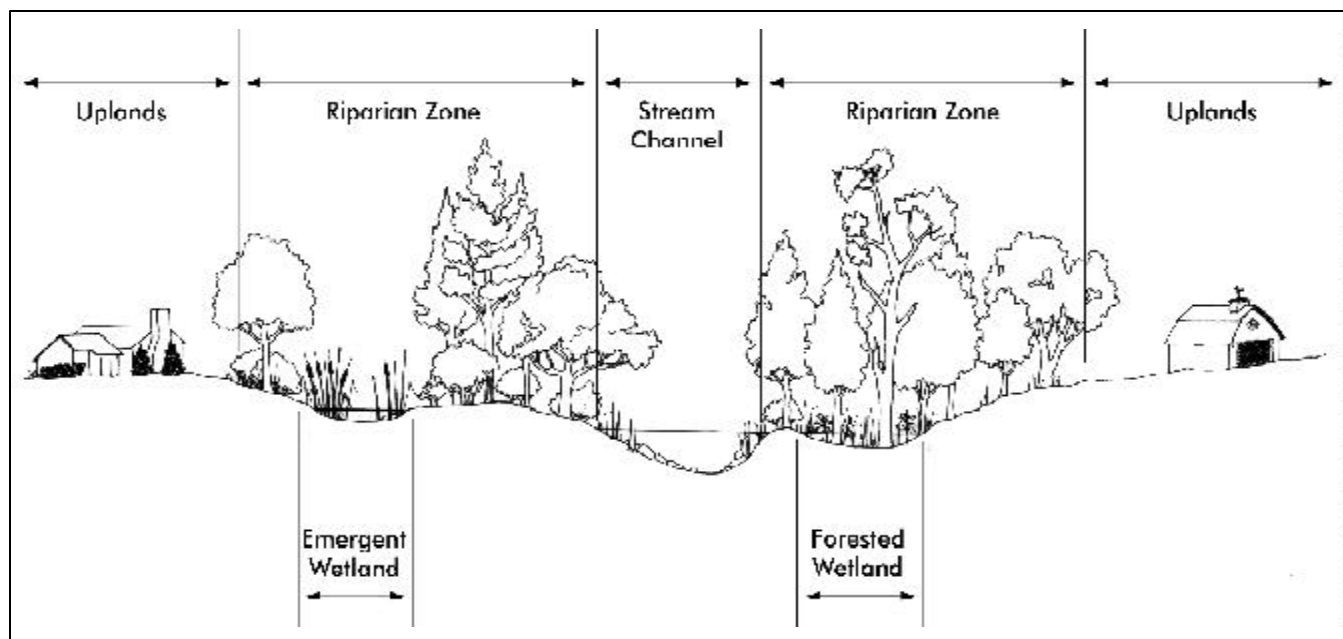 Uplands
Riparian Zone
Stream
Channel
Riparian Zone
Uplands
Emergent
Wetland
Forested
Wetland